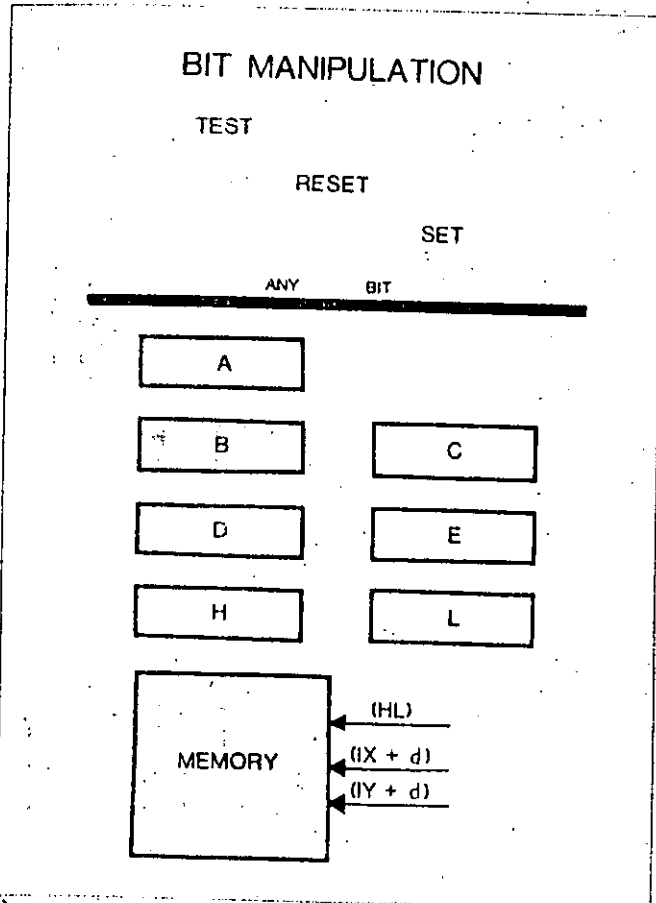 BIT MANIPULATION
TEST
RESET
SET
ANY BIT
A
B C
D E
H L
(HL)
MEMORY (IX + d)
(IY + d)